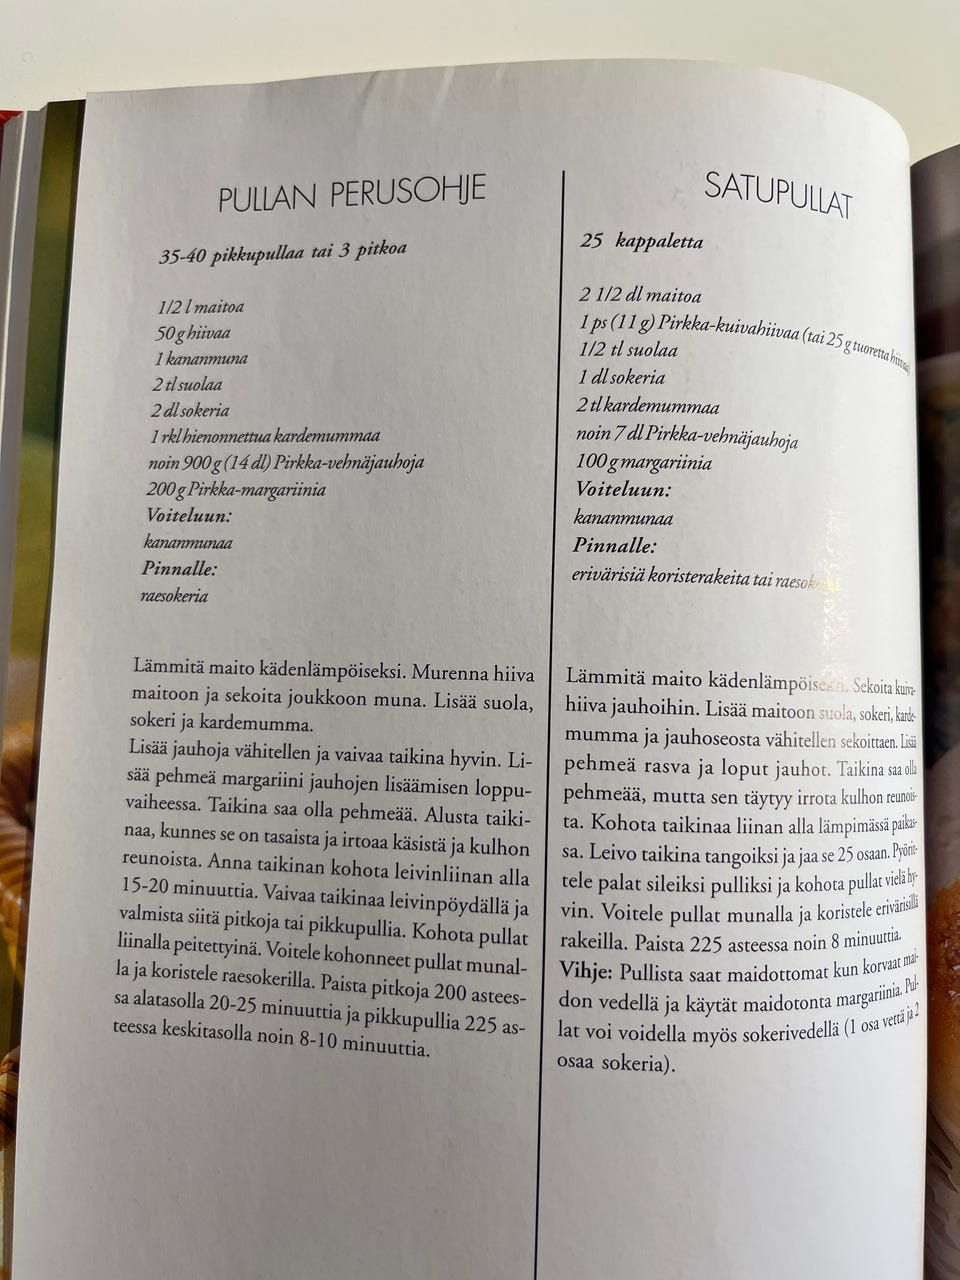 PULLAN PERUSOHJE
35-40 pikkupullaa tai 3 pitkoa
1/2 l maitoa
50 g hiivaa
1 kananmuna
2 tl suolaa
2 dl sokeria
1 rkl hienonnettua kardemummaa
noin 900 g (14 dl) Pirkka-vehnäjauhoja
200 g Pirkka-margariinia
Voiteluun:
kananmunaa
Pinnalle:
raesokeria
Lämmitä maito kädenlämpöiseksi. Murenna hiiva
maitoon ja sekoita joukkoon muna. Lisää suola,
sokeri ja kardemumma.
Lisää jauhoja vähitellen ja vaivaa taikina hyvin. Li-
sää pehmeä margariini jauhojen lisäämisen loppu-
vaiheessa. Taikina saa olla pehmeää. Alusta taiki-
naa, kunnes se on tasaista ja irtoaa käsistä ja kulhon
reunoista. Anna taikinan kohota leivinliinan alla
15-20 minuuttia. Vaivaa taikinaa leivinpöydällä ja
valmista siitä pitkoja tai pikkupullia. Kohota pullat
liinalla peitettyinä. Voitele kohonneet pullat munal-
la ja koristele raesokerilla. Paista pitkoja 200 astees-
sa alatasolla 20-25 minuuttia ja pikkupullia 225 as-
teessa keskitasolla noin 8-10 minuuttia.
SATUPULLAT
25 kappaletta
2 1/2 dl maitoa
1 ps (11 g) Pirkka-kuivahiivaa (tai 25 g tuoretta hiivaa)
1/2 tl suolaa
1 dl sokeria
2 tl kardemummaa
noin 7 dl Pirkka-vehnäjauhoja
100 g margariinia
Voiteluun:
kananmunaa
Pinnalle:
erivärisiä koristerakeita tai
Lämmitä maito kädenlämpöiseksi. Sekoita kuiva-
hiiva jauhoihin. Lisää maitoon suola, sokeri, karde-
mumma ja jauhoseosta vähitellen sekoittaen. Lisää
pehmeä rasva ja loput jauhot. Taikina saa olla
pehmeää, mutta sen täytyy irrota kulhon reunois-
ta. Kohota taikinaa liinan alla lämpimässä paikas-
sa. Leivo taikina tangoiksi ja jaa se 25 osaan. Pyörit-
tele palat sileiksi pulliksi ja kohota pullat vielä hy-
vin. Voitele pullat munalla ja koristele erivärisillä
rakeilla. Paista 225 asteessa noin 8 minuuttia.
Vihje: Pullista saat maidottomat kun korvaat mai-
don vedellä ja käytät maidotonta margariinia. Pul-
lat voi voidella myös sokerivedellä (1 osa vettä ja 2
osaa sokeria).